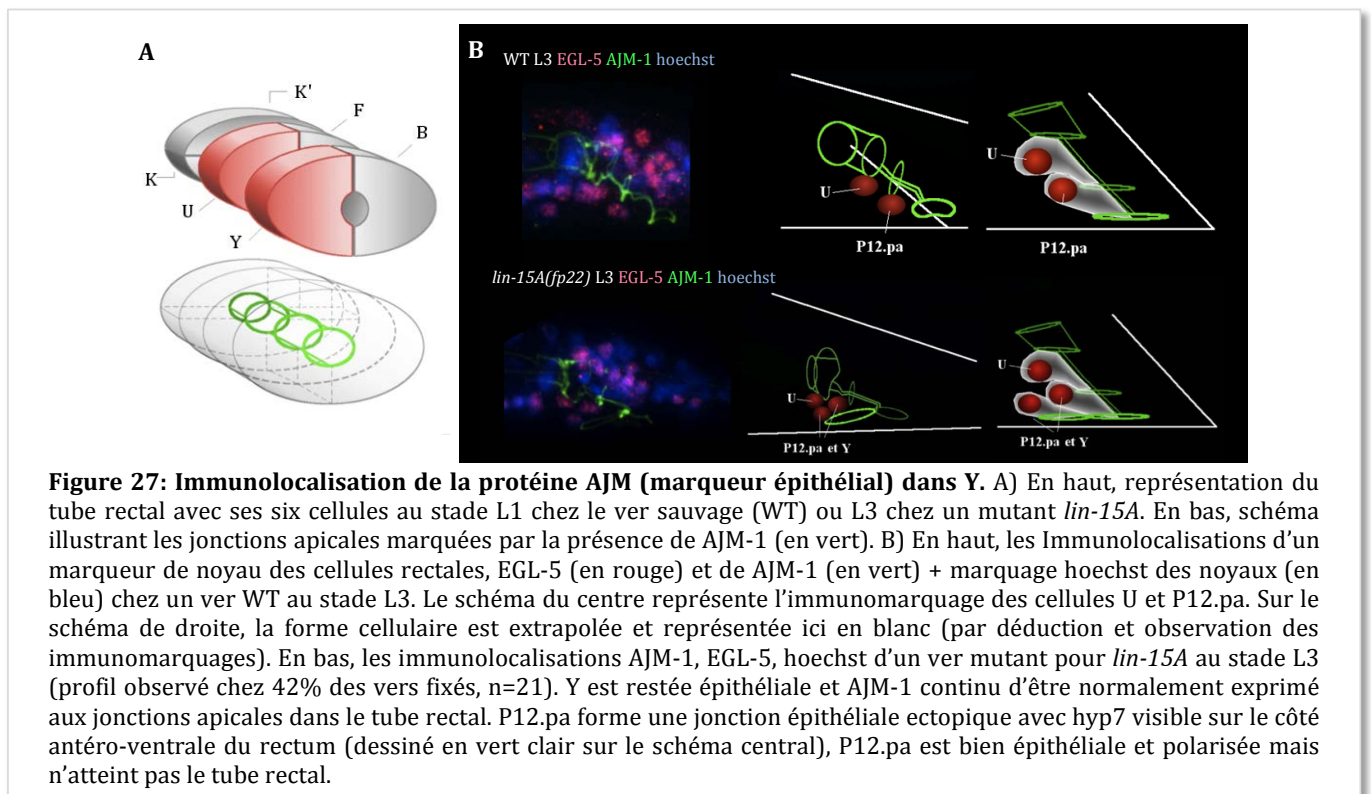 A
K'
F
B
K
U
Y
B
WT L3 EGL-5 AJM-1 hoechst
U
P12.pa
U
P12.pa
lin-15A(fp22) L3 EGL-5 AJM-1 hoechst
U
P12.pa et Y
U
P12.pa et Y
Figure 27: Immunolocalisation de la protéine AJM (marqueur épithélial) dans Y. A) En haut, représentation du
tube rectal avec ses six cellules au stade L1 chez le ver sauvage (WT) ou L3 chez un mutant lin-15A. En bas, schéma
illustrant les jonctions apicales marquées par la présence de AJM-1 (en vert). B) En haut, les Immunolocalisations d'un
marqueur de noyau des cellules rectales, EGL-5 (en rouge) et de AJM-1 (en vert) + marquage hoechst des noyaux (en
bleu) chez un ver WT au stade L3. Le schéma du centre représente l'immunomarquage des cellules U et P12.pa. Sur le
schéma de droite, la forme cellulaire est extrapolée et représentée ici en blanc (par déduction et observation des
immunomarquages). En bas, les immunolocalisations AJM-1, EGL-5, hoechst d'un ver mutant pour lin-15A au stade L3
(profil observé chez 42% des vers fixés, n=21). Y est restée épithéliale et AJM-1 continu d'être normalement exprimé
aux jonctions apicales dans le tube rectal. P12.pa forme une jonction épithéliale ectopique avec hyp7 visible sur le côté
antéro-ventrale du rectum (dessiné en vert clair sur le schéma central), P12.pa est bien épithéliale et polarisée mais
n'atteint pas le tube rectal.